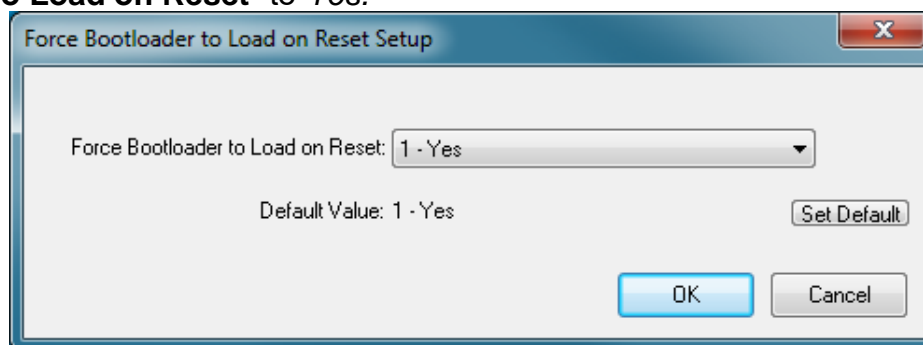 Load on Reset" to Yes.
Force Bootloader to Load on Reset Setup
Force Bootloader to Load on Reset: 1 - Yes
Default Value: 1 - Yes
Set Default
OK
Cancel